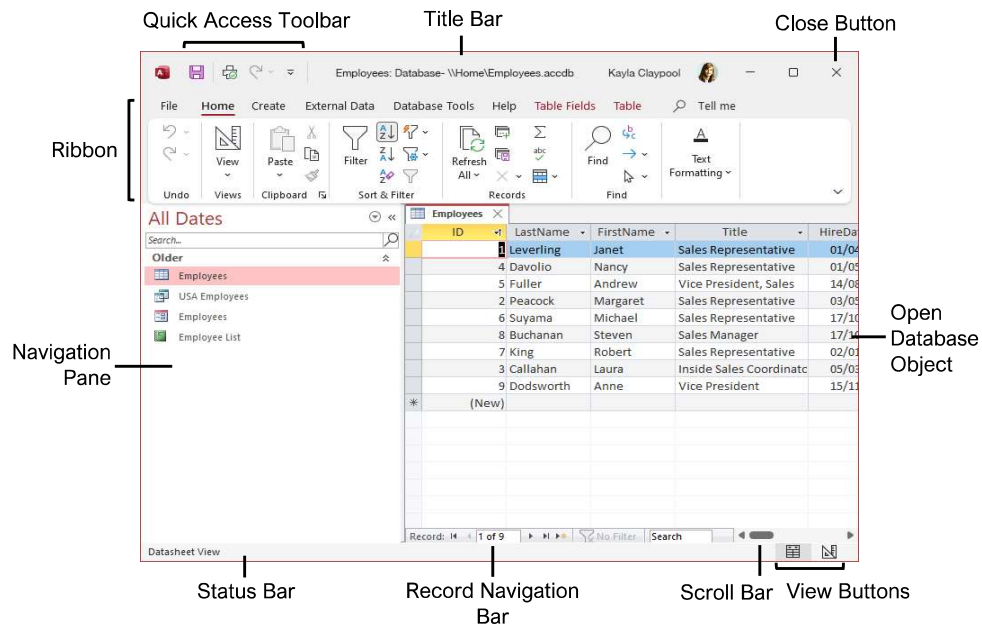 Quick Access Toolbar
Title Bar
Close Button
Employees: Database- \\Home\Employees.accdb
Kayla Claypool
File Home Create External Data Database Tools Help Table Fields Table Tell me
Ribbon
View
Paste
Filter
Refresh
All
abc
Find
Text
Formatting
Undo Views Clipboard Sort & Filter Records Find
All Dates
Search...
Older
Employees
USA Employees
Employees
Employee List
Navigation
Pane
Employees
ID LastName FirstName Title HireDa
1 Leverling Janet Sales Representative 01/04
4 Davolio Nancy Sales Representative 01/05
5 Fuller Andrew Vice President, Sales 14/08
2 Peacock Margaret Sales Representative 03/05
6 Suyama Michael Sales Representative 17/10
8 Buchanan Steven Sales Manager 17/10
7 King Robert Sales Representative 02/01
3 Callahan Laura Inside Sales Coordinato 05/03
9 Dodsworth Anne Vice President 15/11
(New)
Open
Database
Object
Record: 1 of 9 No Filter Search
Datasheet View
Status Bar
Record Navigation
Bar
Scroll Bar
View Buttons